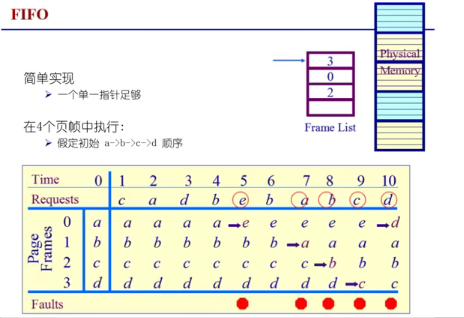 FIFO
简单实现
一个单一指针足够
在4个页帧中执行：
假定初始 a->b->c->d 顺序
3
0
2
Frame List
Physical
Memory
Time 0 1 2 3 4 5 6 7 8 9 10
Requests c a d b e b a b c d
Page Frames
0 a a a a a e e e e e d
1 b b b b b b b a a a a
2 c c c c c c c c b b b
3 d d d d d d d d d c c
Faults